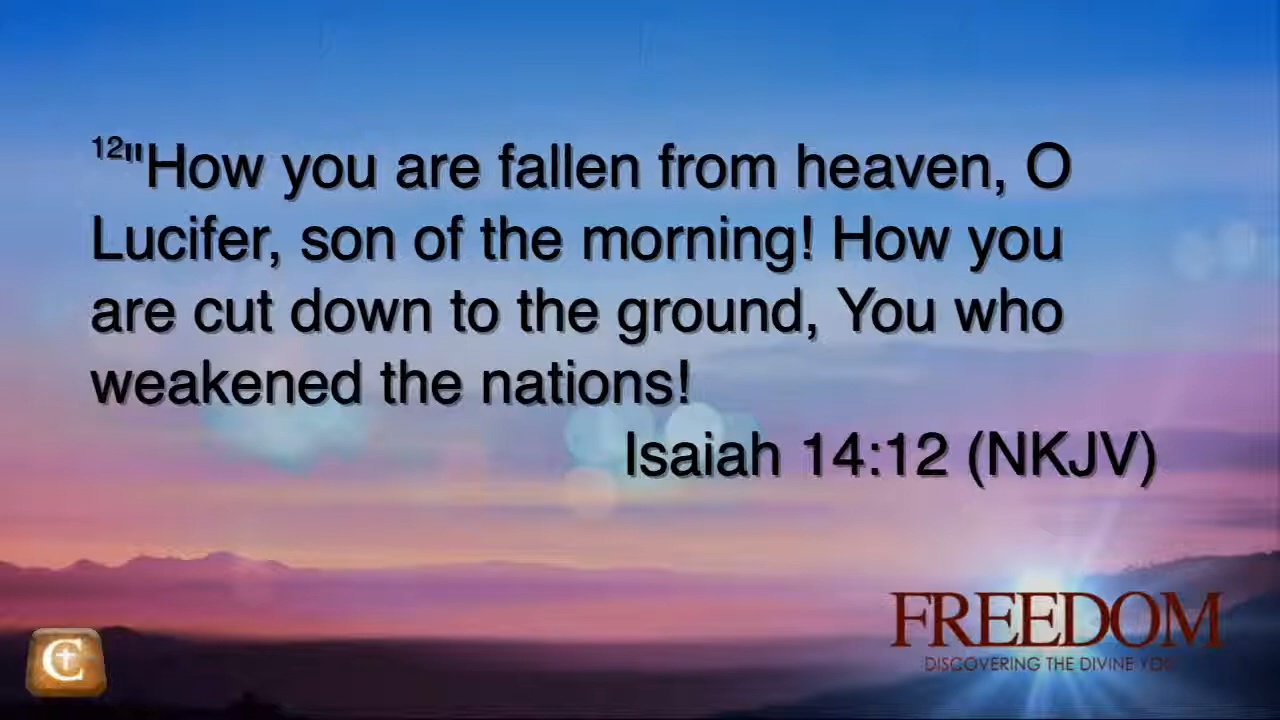 12"How you are fallen from heaven, O
Lucifer, son of the morning! How you
are cut down to the ground, You who
weakened the nations!
Isaiah 14:12 (NKJV)
FREEDOM
DISCOVERING THE DIVINE YOU
C